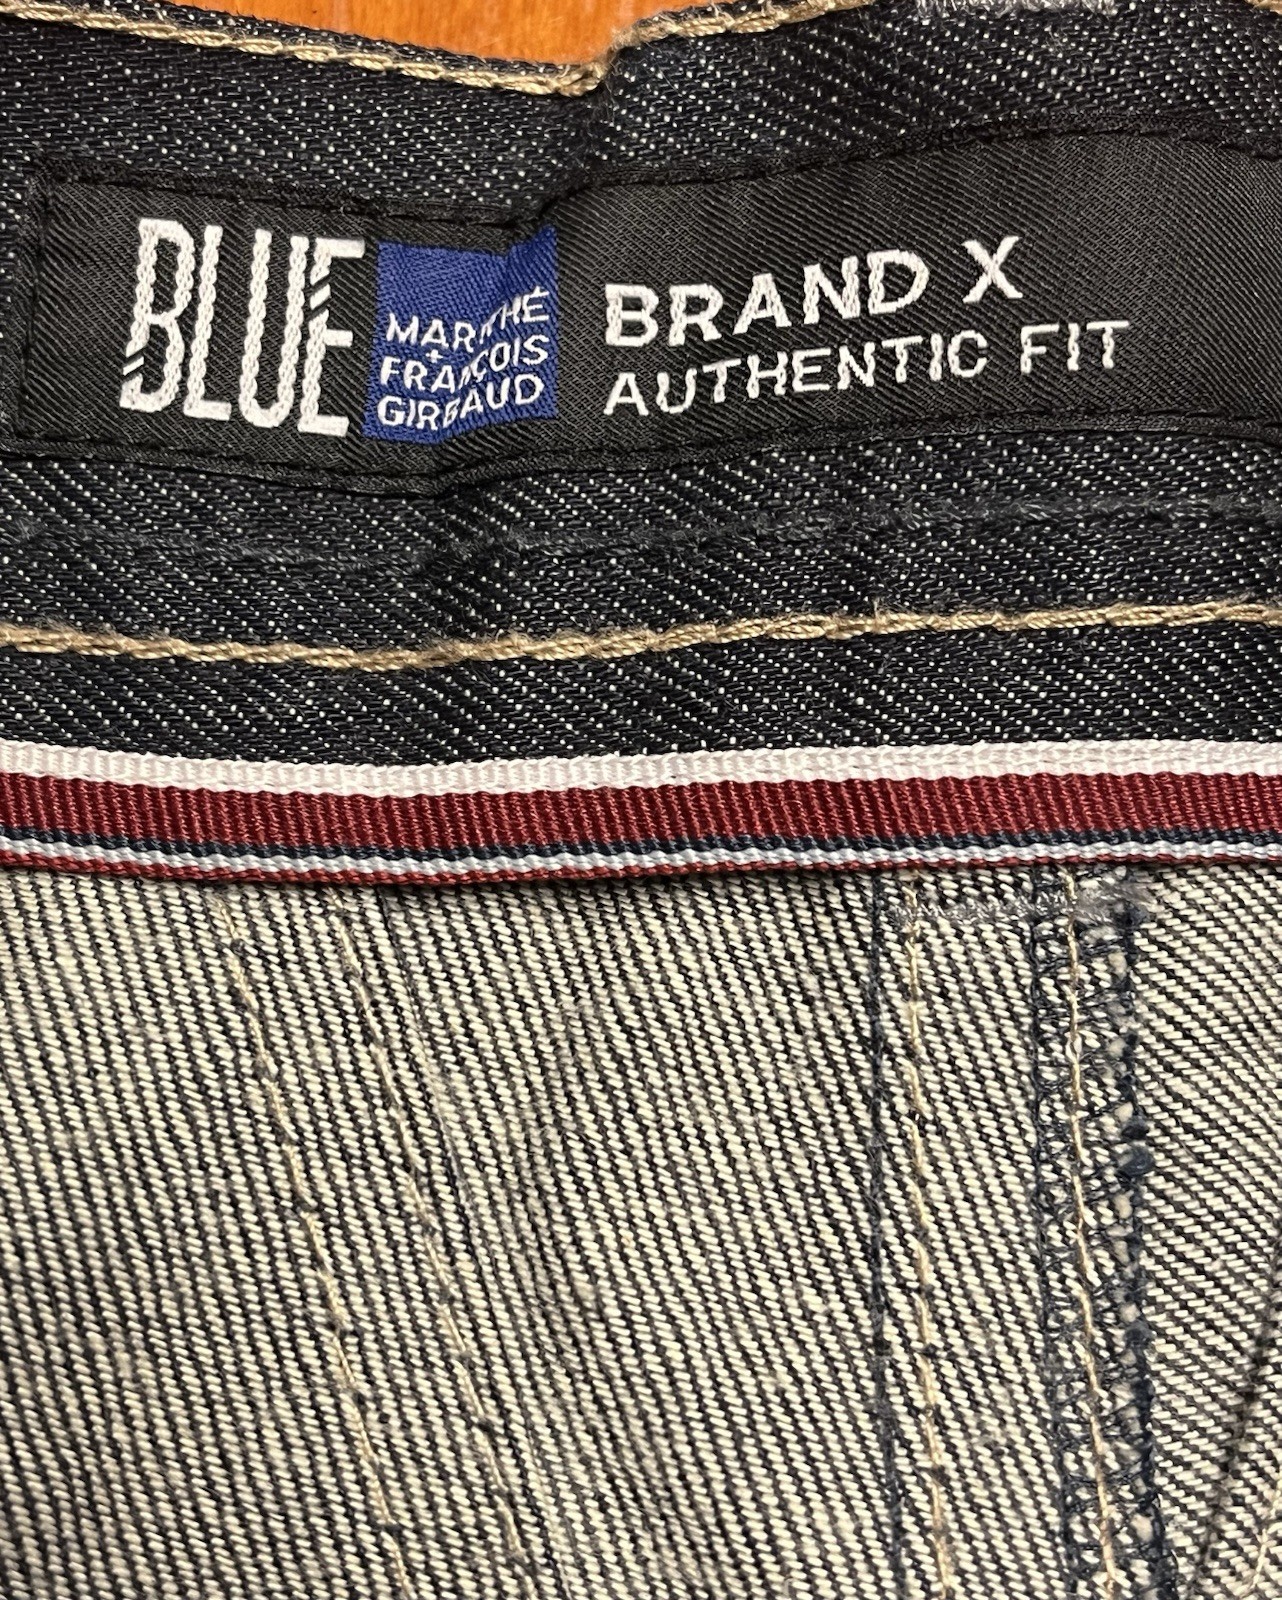 BLUE
MARITHÉ
+
FRANÇOIS
GIRBAUD
BRAND X
AUTHENTIC FIT